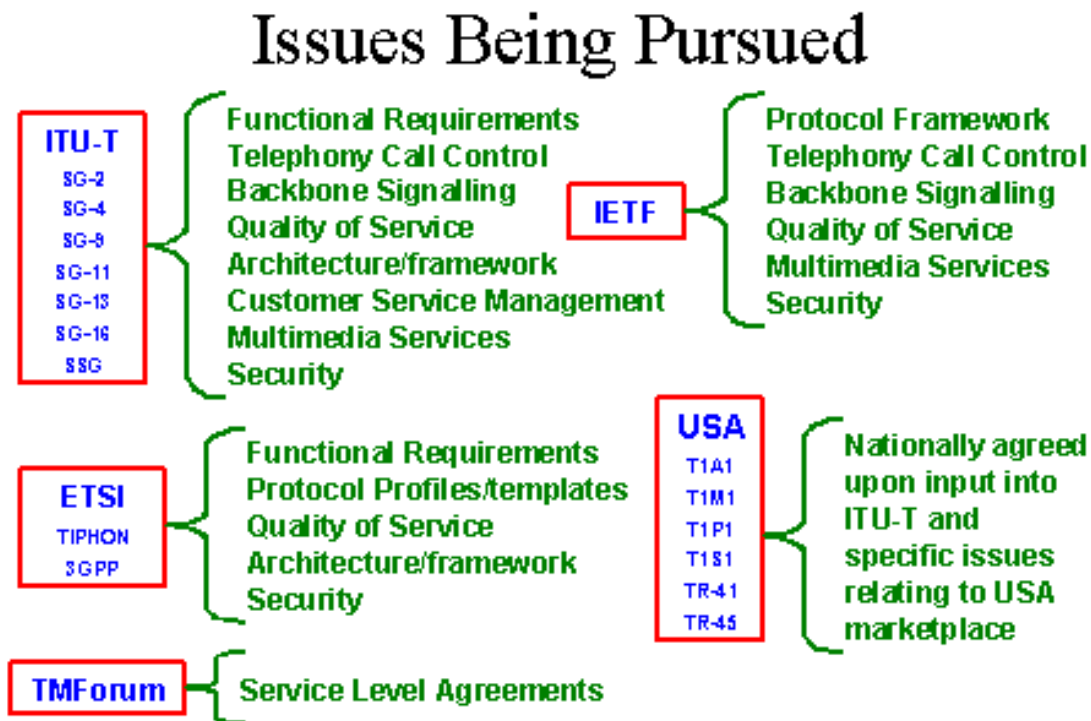 Issues Being Pursued
ITU-T
SG-2
SG-4
SG-9
SG-11
SG-13
SG-16
SSG
Functional Requirements
Telephony Call Control
Backbone Signalling
Quality of Service
Architecture/framework
Customer Service Management
Multimedia Services
Security
IETF
Protocol Framework
Telephony Call Control
Backbone Signalling
Quality of Service
Multimedia Services
Security
ETSI
TIPHON
3GPP
Functional Requirements
Protocol Profiles/templates
Quality of Service
Architecture/framework
Security
USA
T1A1
T1M1
T1P1
T1S1
TR-41
TR-45
Nationally agreed
upon input into
ITU-T and
specific issues
relating to USA
marketplace
TMForum
Service Level Agreements